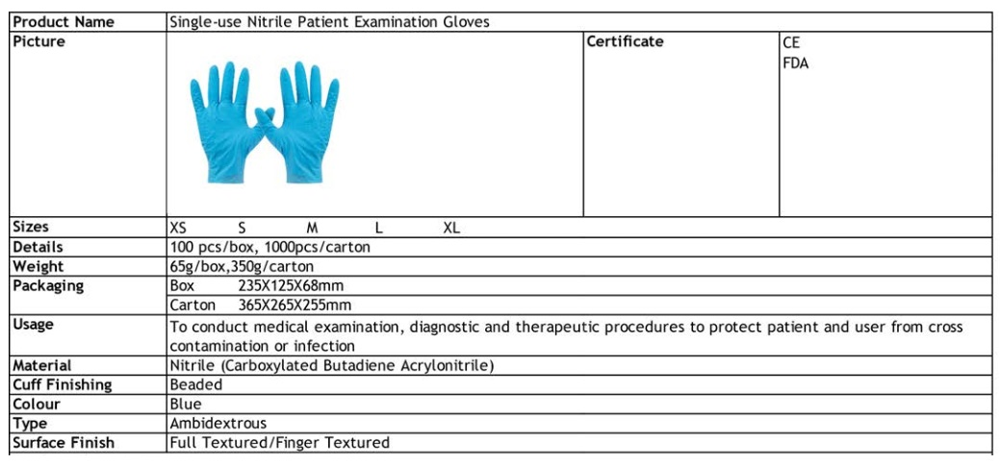 Product Name Single-use Nitrile Patient Examination Gloves
Picture Certificate CE
FDA
Sizes XS S M L XL
Details 100 pcs/box, 1000pcs/carton
Weight 65g/box,350g/carton
Packaging Box 235X125X68mm
Carton 365X265X255mm
Usage To conduct medical examination, diagnostic and therapeutic procedures to protect patient and user from cross
contamination or infection
Material Nitrile (Carboxylated Butadiene Acrylonitrile)
Cuff Finishing Beaded
Colour Blue
Type Ambidextrous
Surface Finish Full Textured/Finger Textured